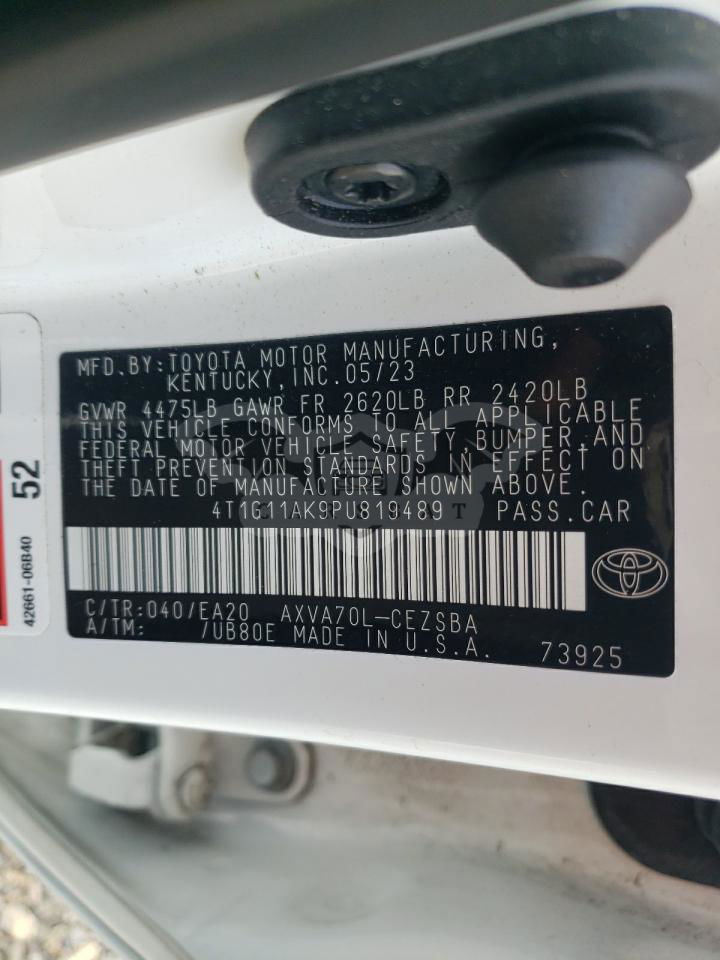 MFD.BY:TOYOTA MOTOR MANUFACTURING,
KENTUCKY,INC.05/23
GVWR 4475LB GAWR FR 2620LB RR 2420LB
THIS VEHICLE CONFORMS TO ALL APPLICABLE
FEDERAL MOTOR VEHICLE SAFETY,BUMPER,AND
THEFT PREVENTION STANDARDS IN EFFECT ON
THE DATE OF MANUFACTURE SHOWN ABOVE.
4T1G11AK9PU819489 PASS.CAR
C/TR:040/EA20 AXVA70L-CEZSBA
A/TM: /UB80E MADE IN U.S.A. 73925
52
42661-06B40